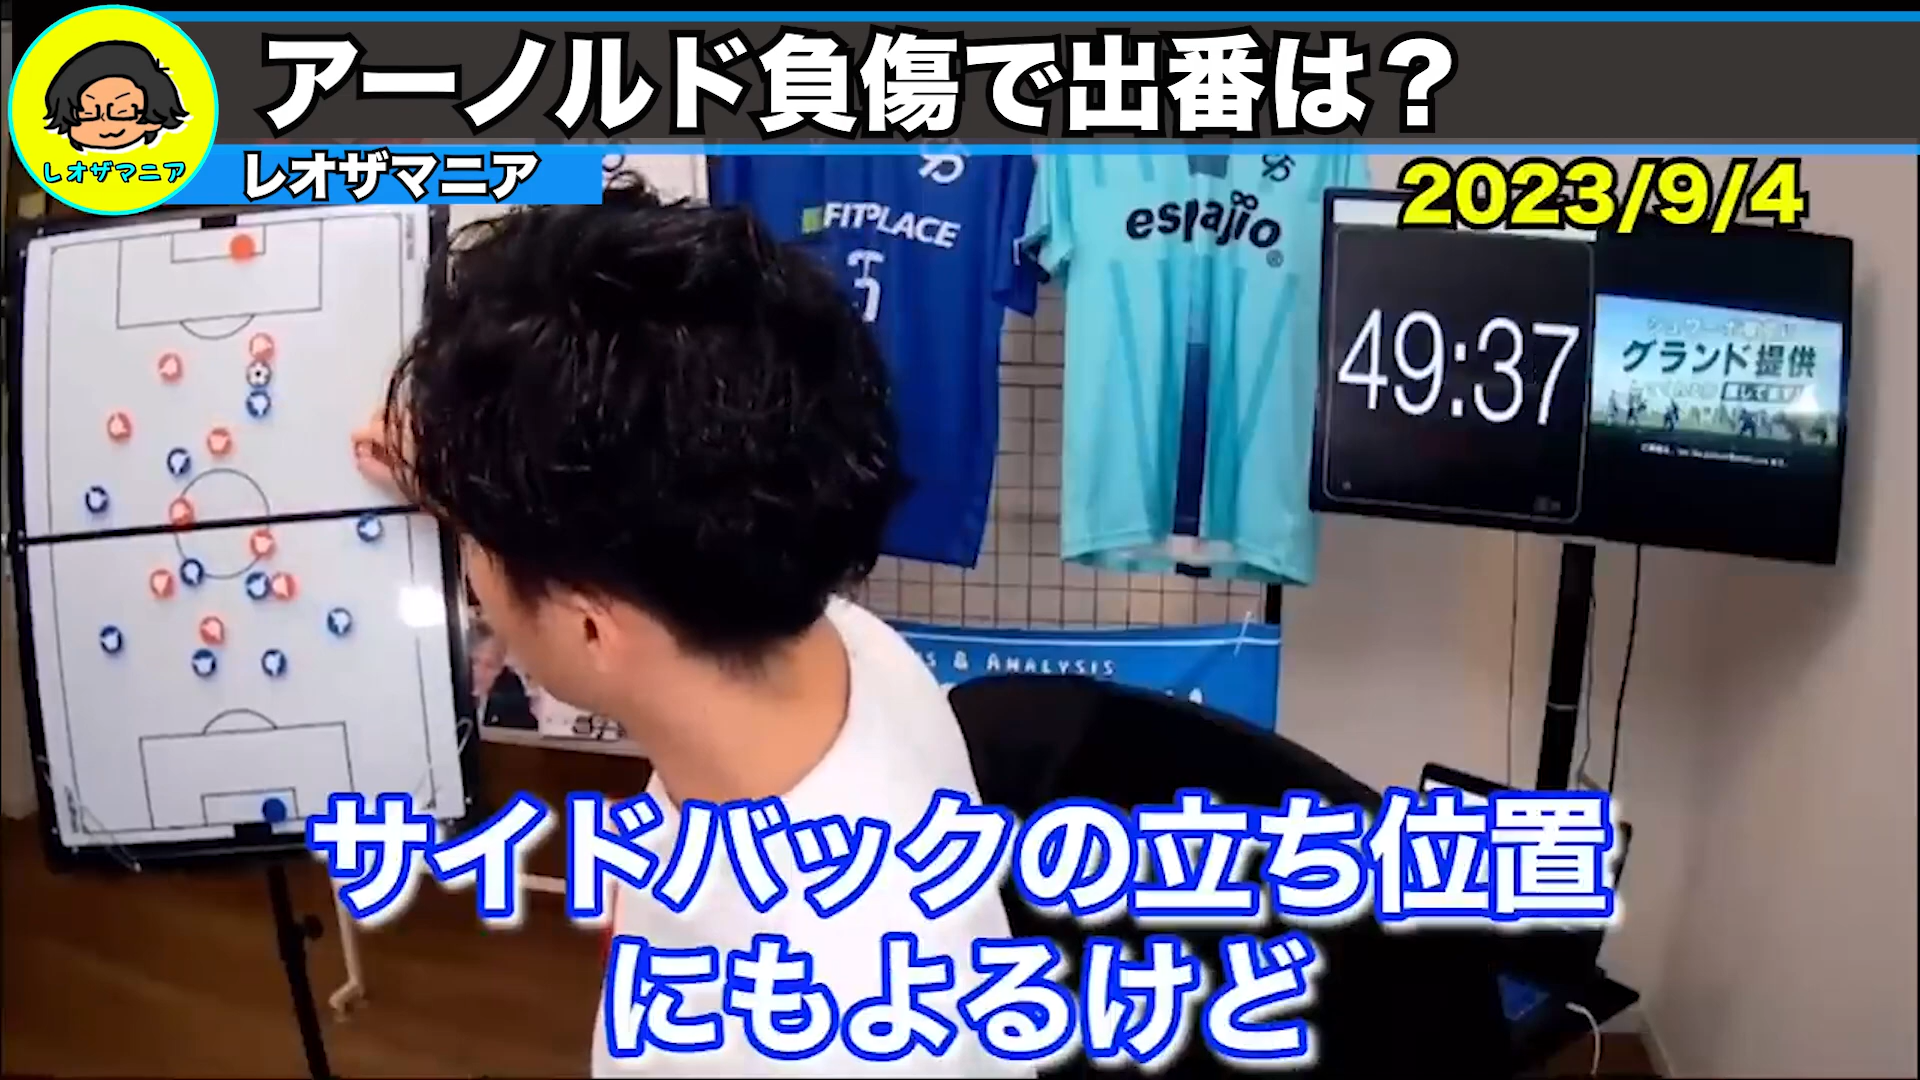 アーノルド負傷で出番は？
レオザマニア
レオザマニア
2023/9/4
FITPLACE
espajio
®
49:37
グランド提供
& ANALYSIS
サイドバックの立ち位置
にもよるけど